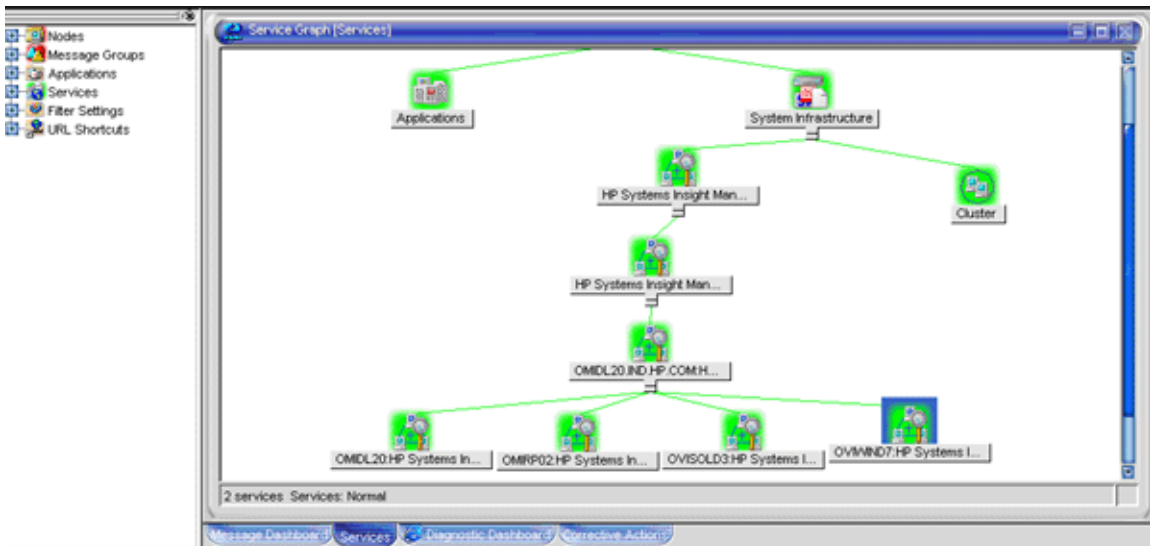 Nodes
Message Groups
Applications
Services
Filter Settings
URL Shortcuts
Service Graph [Services]
Applications
System Infrastructure
HP Systems Insight Man...
Cluster
HP Systems Insight Man...
OMIDL20.IND.HP.COM:H...
OMIDL20:HP Systems In...
OMIRP02:HP Systems In...
OVISOLD3:HP Systems I...
OVIWIND7:HP Systems I...
2 services Services: Normal
Message Dashboard
Services
Diagnostic Dashboard
Corrective Actions